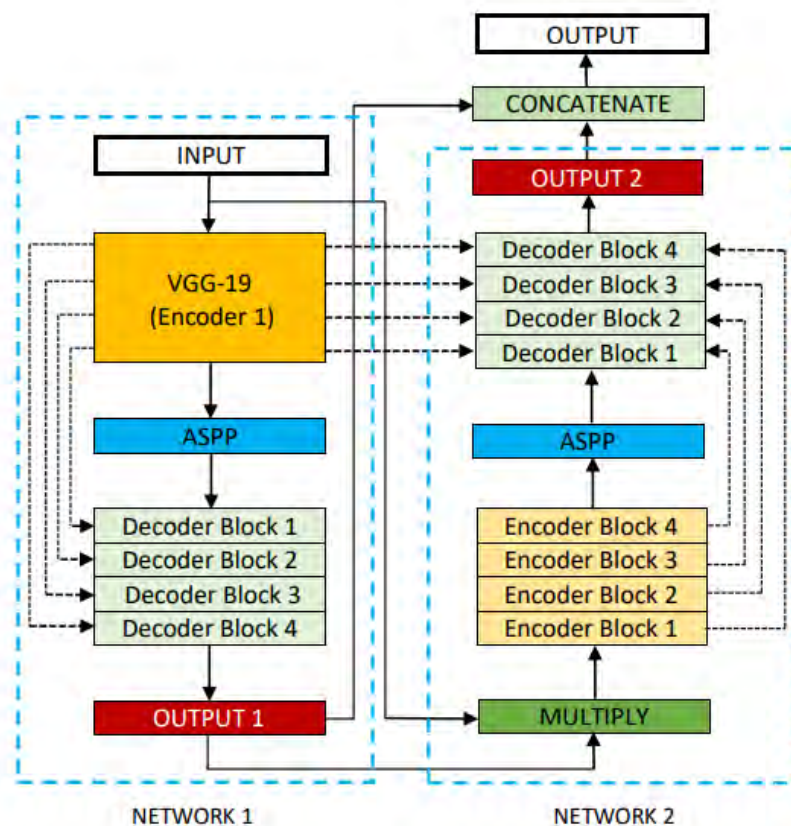 INPUT
VGG-19
(Encoder 1)
ASPP
Decoder Block 1
Decoder Block 2
Decoder Block 3
Decoder Block 4
OUTPUT 1
NETWORK 1
OUTPUT
CONCATENATE
OUTPUT 2
Decoder Block 4
Decoder Block 3
Decoder Block 2
Decoder Block 1
ASPP
Encoder Block 4
Encoder Block 3
Encoder Block 2
Encoder Block 1
MULTIPLY
NETWORK 2